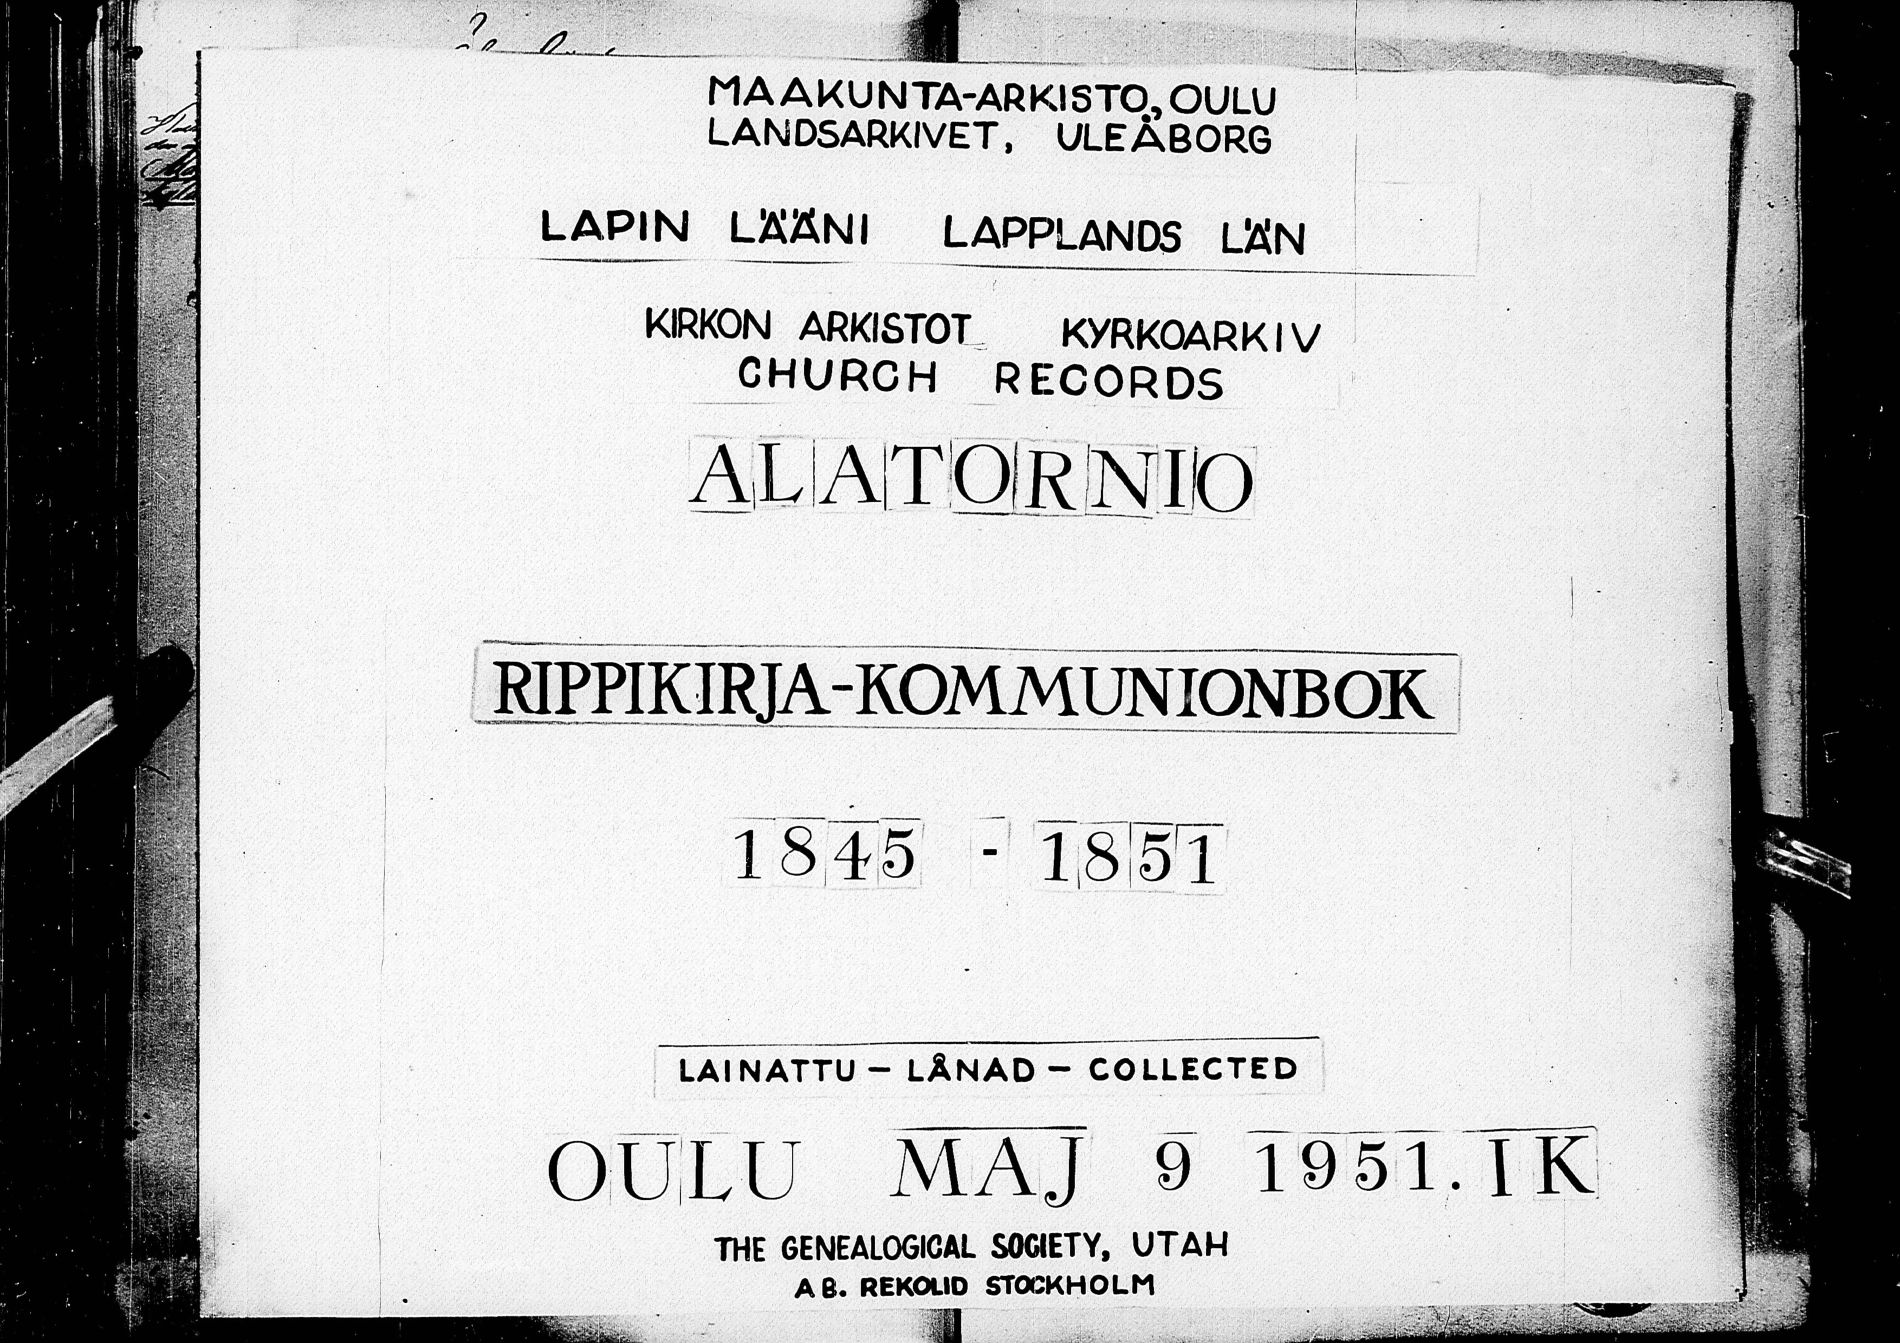 MAAKUNTA-ARKISTO, OULU
LANDSARKIVET, ULEÅBORG
LAPIN LÄÄNI LAPPLANDS LÄN
KIRKON ARKISTOT KYRKOARKIV
CHURCH RECORDS
ALATORNIO
RIPPIKIRJA-KOMMUNIONBOK
1845 - 1851
LAINATTU - LÅNAD - COLLECTED
OULU MAJ 9 1951. IK
THE GENEALOGICAL SOCIETY, UTAH
AB. REKOLID STOCKHOLM